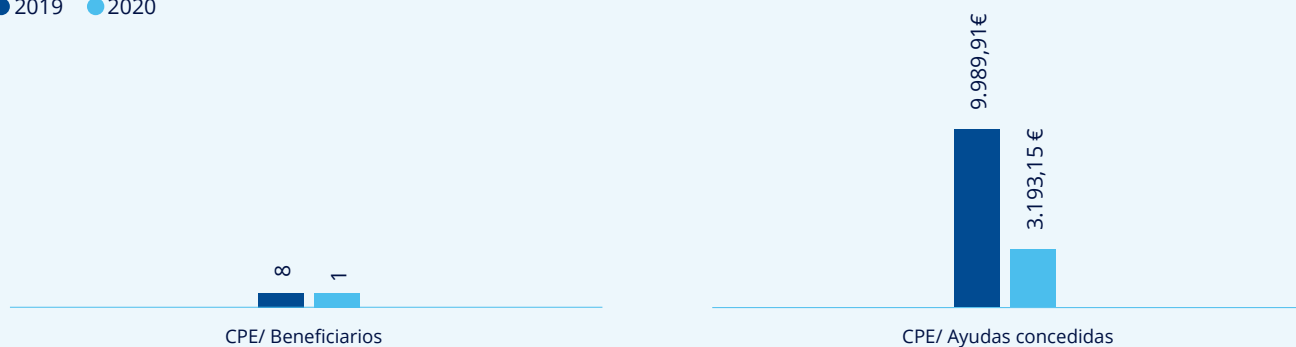 2019 2020
9.989,91€
3.193,15 €
8
1
CPE/ Beneficiarios
CPE/ Ayudas concedidas